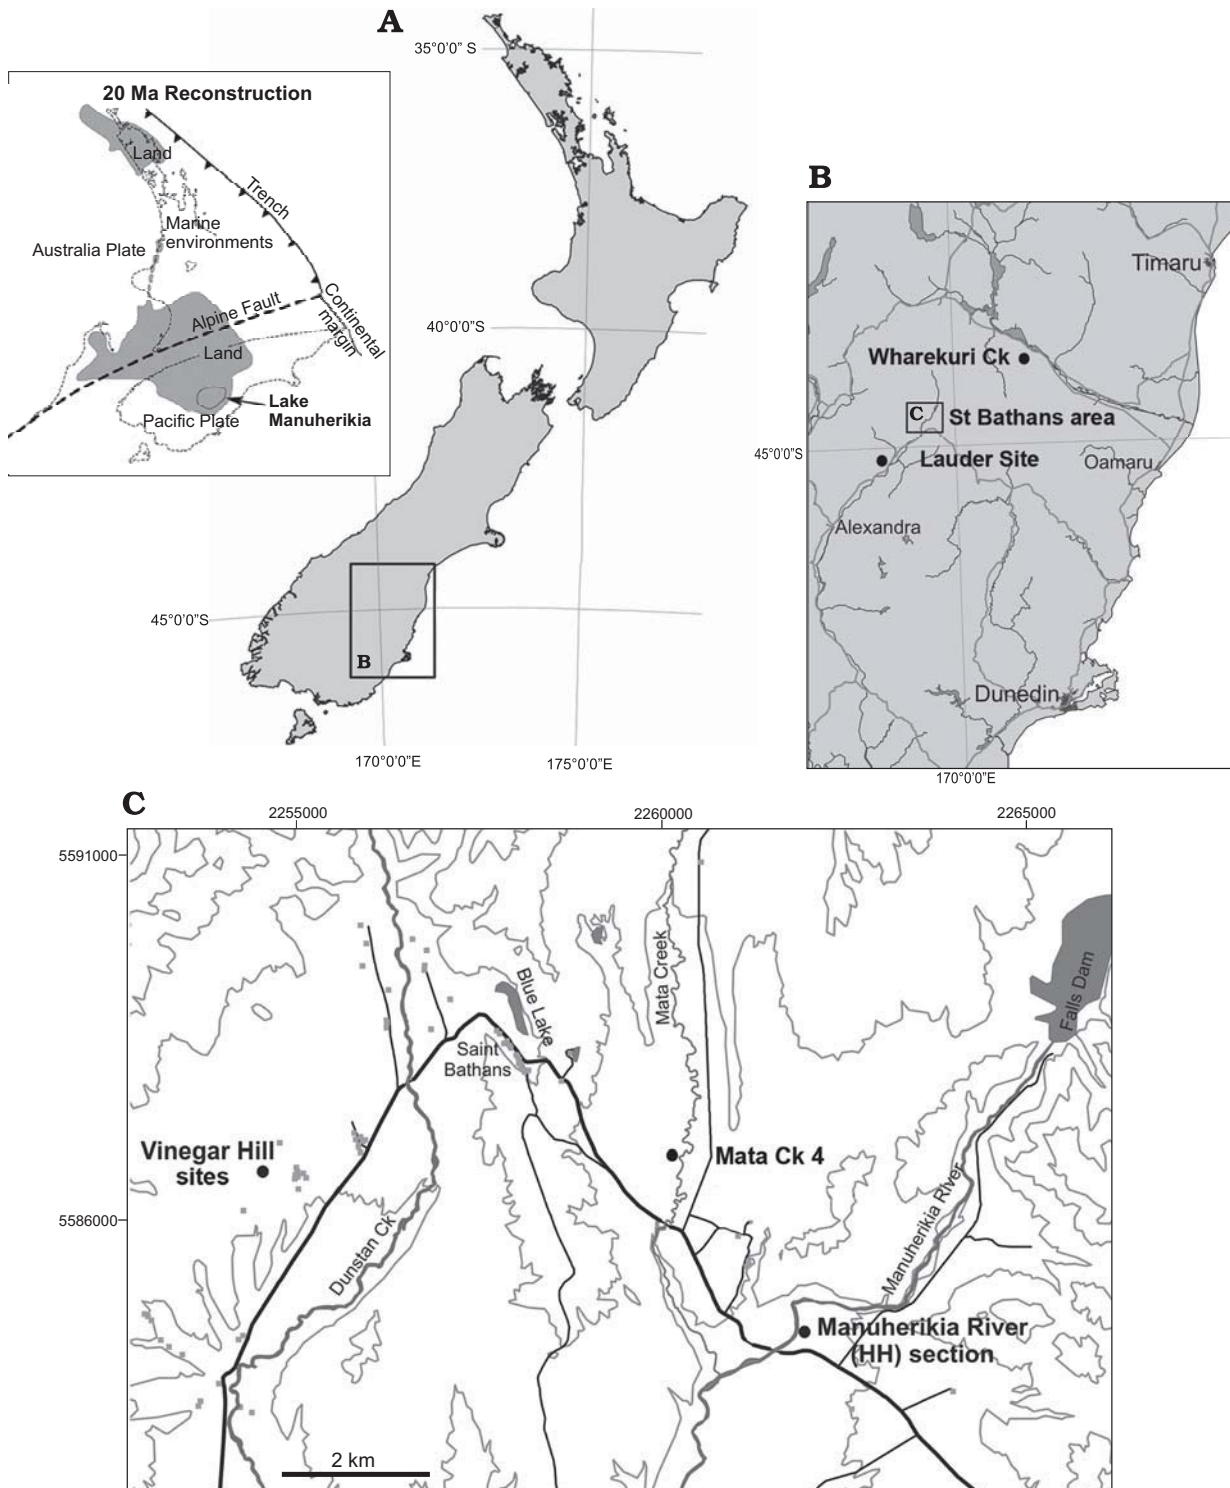 A
35°0'0" S
20 Ma Reconstruction
Land
Trench
Marine
environments
Australia Plate
Alpine Fault
Continental
margin
Land
Lake
Manuherikia
Pacific Plate
40°0'0"S
45°0'0"S
B
170°0'0"E
175°0'0"E
B
Timaru
Wharekuri Ck
C
St Bathans area
45°0'0"S
Lauder Site
Oamaru
Alexandra
Dunedin
170°0'0"E
C
2255000
2260000
2265000
5591000
Mata Creek
Blue Lake
Falls Dam
Saint
Bathans
Vinegar Hill
sites
Mata Ck 4
5586000
Dunstan Ck
Manuherikia River
Manuherikia River
(HH) section
2 km